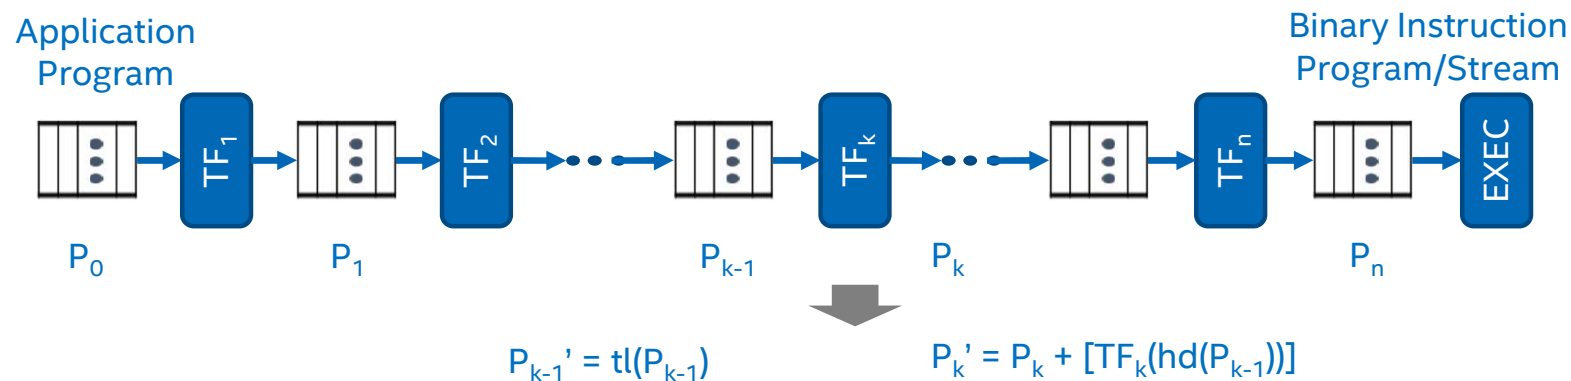 Application
Program
Binary Instruction
Program/Stream
TF₁
TF₂
TFₖ
TFₙ
EXEC
P₀
P₁
Pₖ₋₁
Pₖ
Pₙ
Pₖ₋₁’ = tl(Pₖ₋₁)
Pₖ’ = Pₖ + [TFₖ(hd(Pₖ₋₁))]